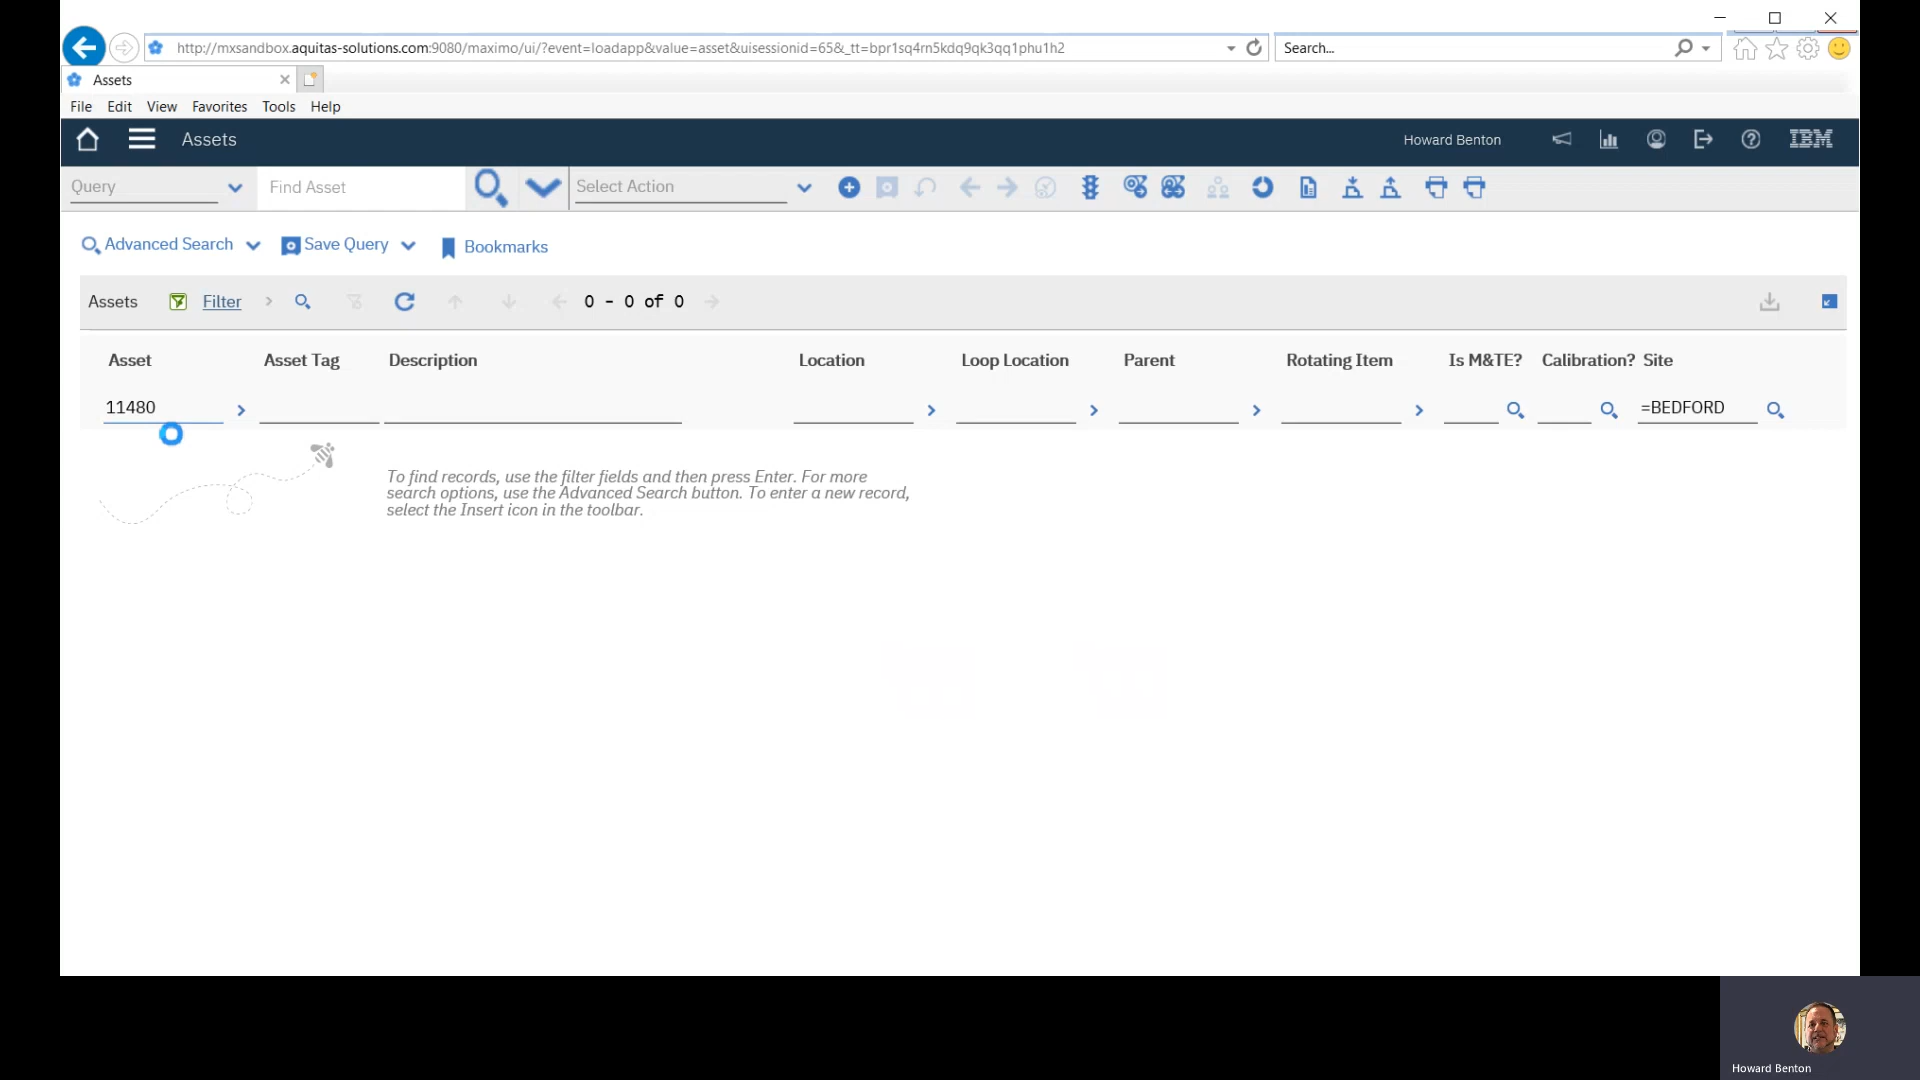 http://mxsandbox.aquitas-solutions.com:9080/maximo/ui/?event=loadapp&value=asset&uisessionid=65&_tt=bpr1sq4rn5kdq9qk3qq1phu1h2
Search...
Assets
File Edit View Favorites Tools Help
Assets
Howard Benton
IBM
Query
Find Asset
Select Action
Advanced Search
Save Query
Bookmarks
Assets
Filter
0 - 0 of 0
Asset Asset Tag Description Location Loop Location Parent Rotating Item Is M&TE? Calibration? Site
11480
=BEDFORD
To find records, use the filter fields and then press Enter. For more
search options, use the Advanced Search button. To enter a new record,
select the Insert icon in the toolbar.
Howard Benton